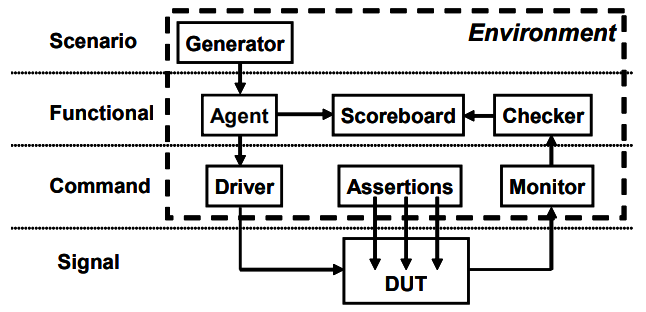 Scenario
Generator
Environment
Functional
Agent
Scoreboard
Checker
Command
Driver
Assertions
Monitor
Signal
DUT